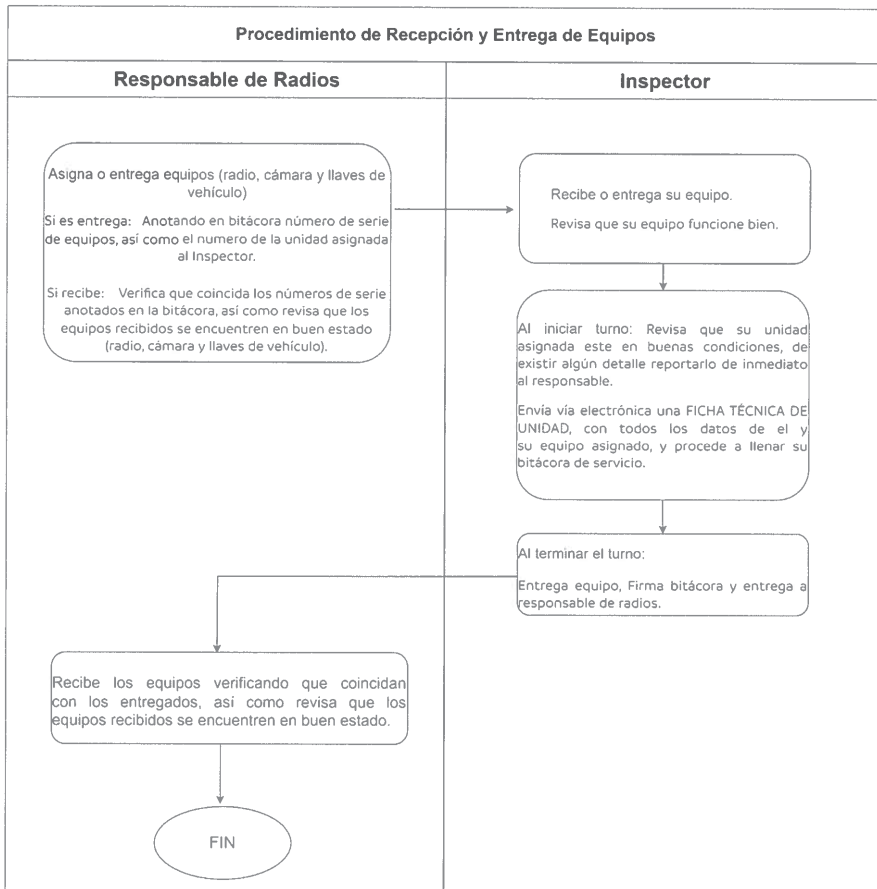 Procedimiento de Recepción y Entrega de Equipos
Responsable de Radios
Inspector
Asigna o entrega equipos (radio, cámara y llaves de
vehículo)
Si es entrega: Anotando en bitácora número de serie
de equipos, así como el numero de la unidad asignada
al Inspector.
Si recibe: Verifica que coincida los números de serie
anotados en la bitácora, así como revisa que los
equipos recibidos se encuentren en buen estado
(radio, cámara y llaves de vehículo).
Recibe o entrega su equipo.
Revisa que su equipo funcione bien.
Al iniciar turno: Revisa que su unidad
asignada este en buenas condiciones, de
existir algún detalle reportarlo de inmediato
al responsable.
Envía vía electrónica una FICHA TÉCNICA DE
UNIDAD, con todos los datos de el y
su equipo asignado, y procede a llenar su
bitácora de servicio.
Al terminar el turno:
Entrega equipo, Firma bitácora y entrega a
responsable de radios.
Recibe los equipos verificando que coincidan
con los entregados, así como revisa que los
equipos recibidos se encuentren en buen estado.
FIN